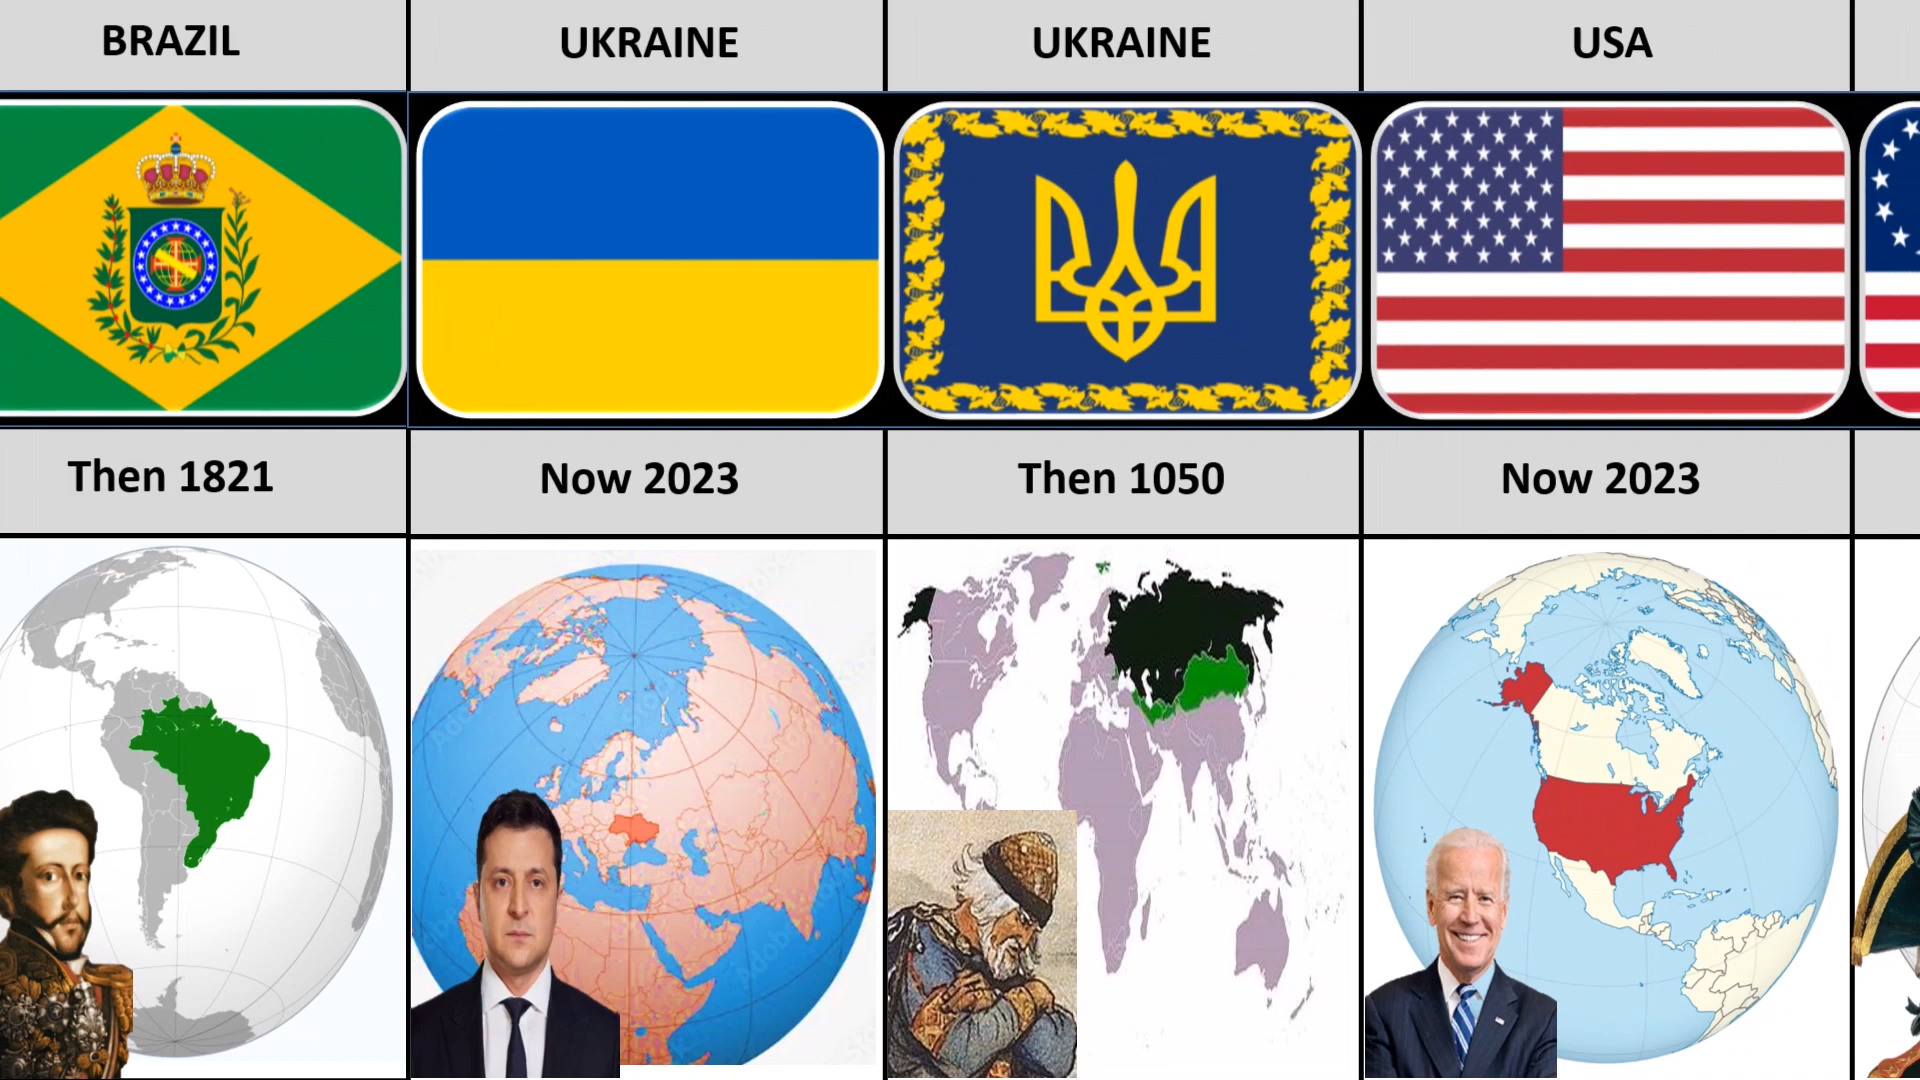 BRAZIL
UKRAINE
UKRAINE
USA
Then 1821
Now 2023
Then 1050
Now 2023